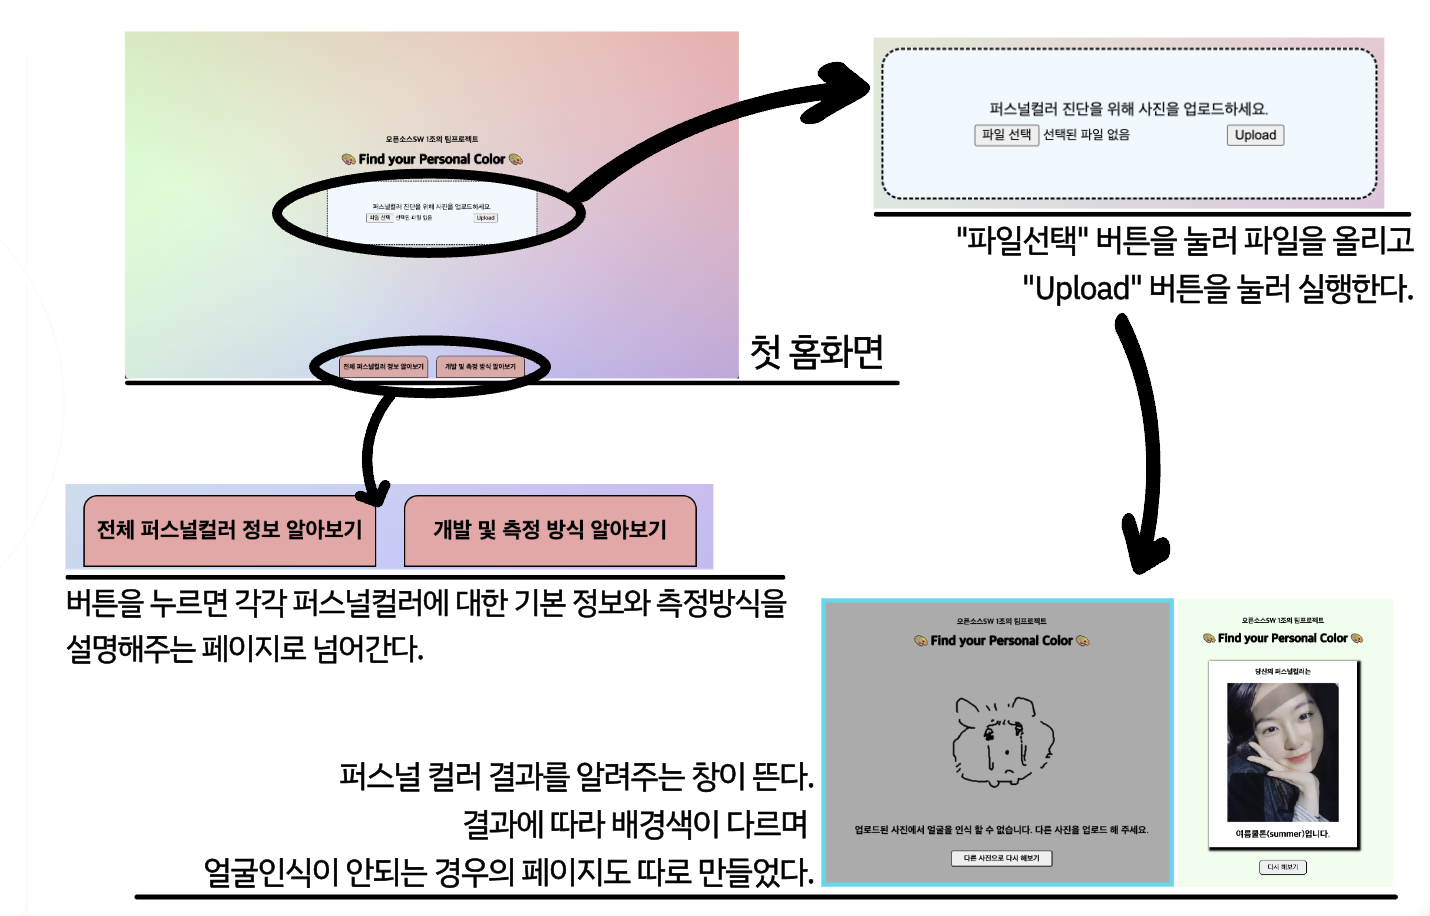 오픈소스SW 1조의 팀프로젝트
Find your Personal Color
퍼스널컬러 진단을 위해 사진을 업로드하세요.
파일 선택 선택된 파일 없음 Upload
전체 퍼스널컬러 정보 알아보기 개발 및 측정 방식 알아보기
첫 홈화면
퍼스널컬러 진단을 위해 사진을 업로드하세요.
파일 선택 선택된 파일 없음 Upload
"파일선택" 버튼을 눌러 파일을 올리고
"Upload" 버튼을 눌러 실행한다.
전체 퍼스널컬러 정보 알아보기 개발 및 측정 방식 알아보기
버튼을 누르면 각각 퍼스널컬러에 대한 기본 정보와 측정방식을
설명해주는 페이지로 넘어간다.
퍼스널 컬러 결과를 알려주는 창이 뜬다.
결과에 따라 배경색이 다르며
얼굴인식이 안되는 경우의 페이지도 따로 만들었다.
오픈소스SW 1조의 팀프로젝트
Find your Personal Color
업로드된 사진에서 얼굴을 인식 할 수 없습니다. 다른 사진을 업로드 해 주세요.
다른 사진으로 다시 해보기
오픈소스SW 1조의 팀프로젝트
Find your Personal Color
당신의 퍼스널컬러는
여름쿨톤(summer)입니다.
다시 해보기